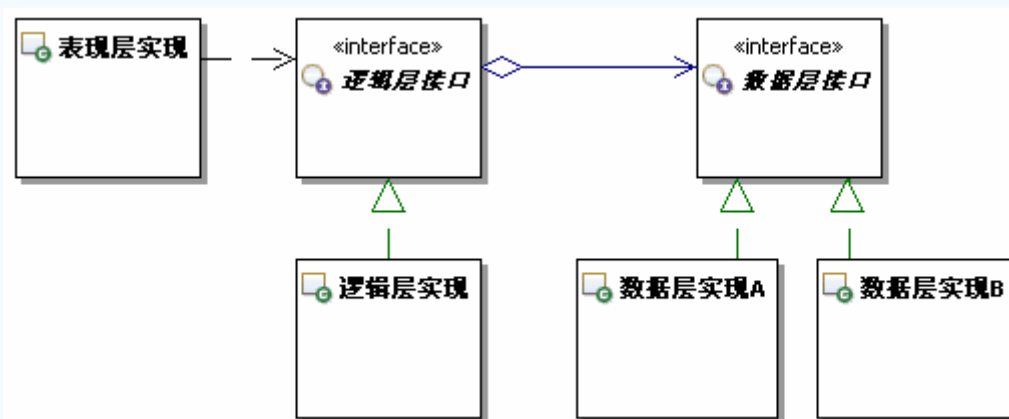 表现层实现
«interface»
逻辑层接口
«interface»
数据层接口
逻辑层实现
数据层实现A
数据层实现B